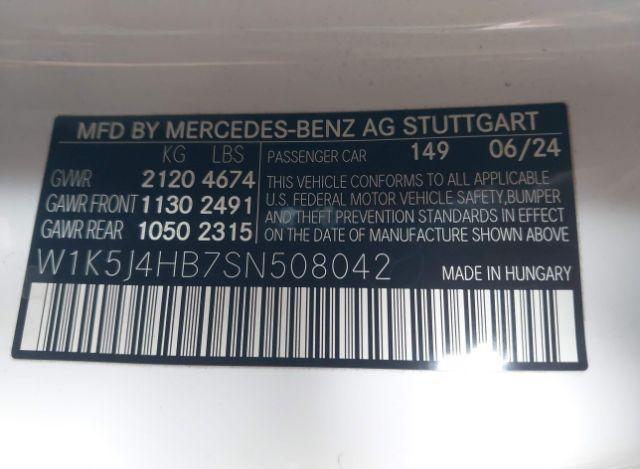 MFD BY MERCEDES-BENZ AG STUTTGART
KG LBS
GVWR 2120 4674
GAWR FRONT 1130 2491
GAWR REAR 1050 2315
PASSENGER CAR 149 06/24
THIS VEHICLE CONFORMS TO ALL APPLICABLE
U.S. FEDERAL MOTOR VEHICLE SAFETY,BUMPER
AND THEFT PREVENTION STANDARDS IN EFFECT
ON THE DATE OF MANUFACTURE SHOWN ABOVE
W1K5J4HB7SN508042 MADE IN HUNGARY